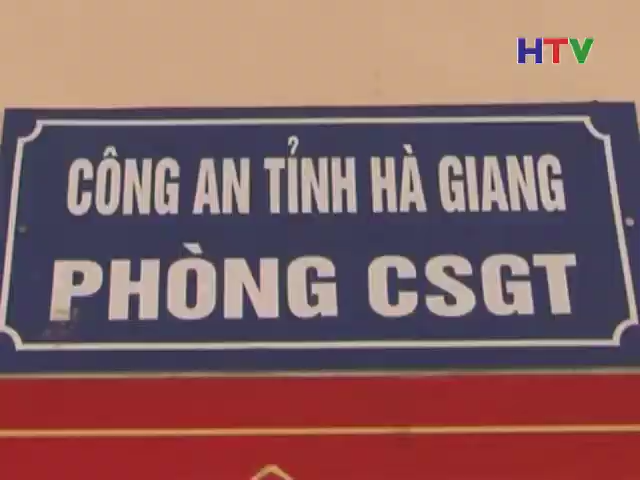 HTV
CÔNG AN TỈNH HÀ GIANG
PHÒNG CSGT